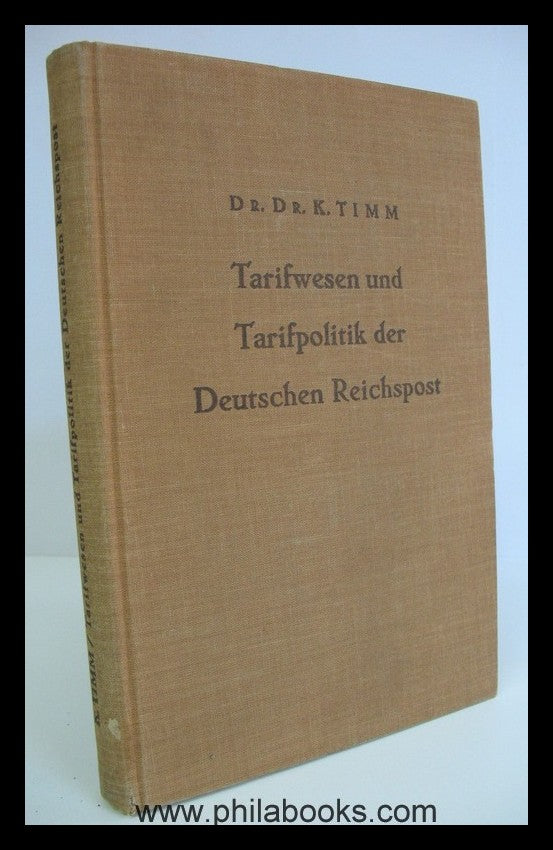 DR. DR. K. TIMM
Tarifwesen und
Tarifpolitik der
Deutschen Reichspost
K. TIMM / Tarifwesen und Tarifpolitik der Deutschen Reichspost
www.philabooks.com